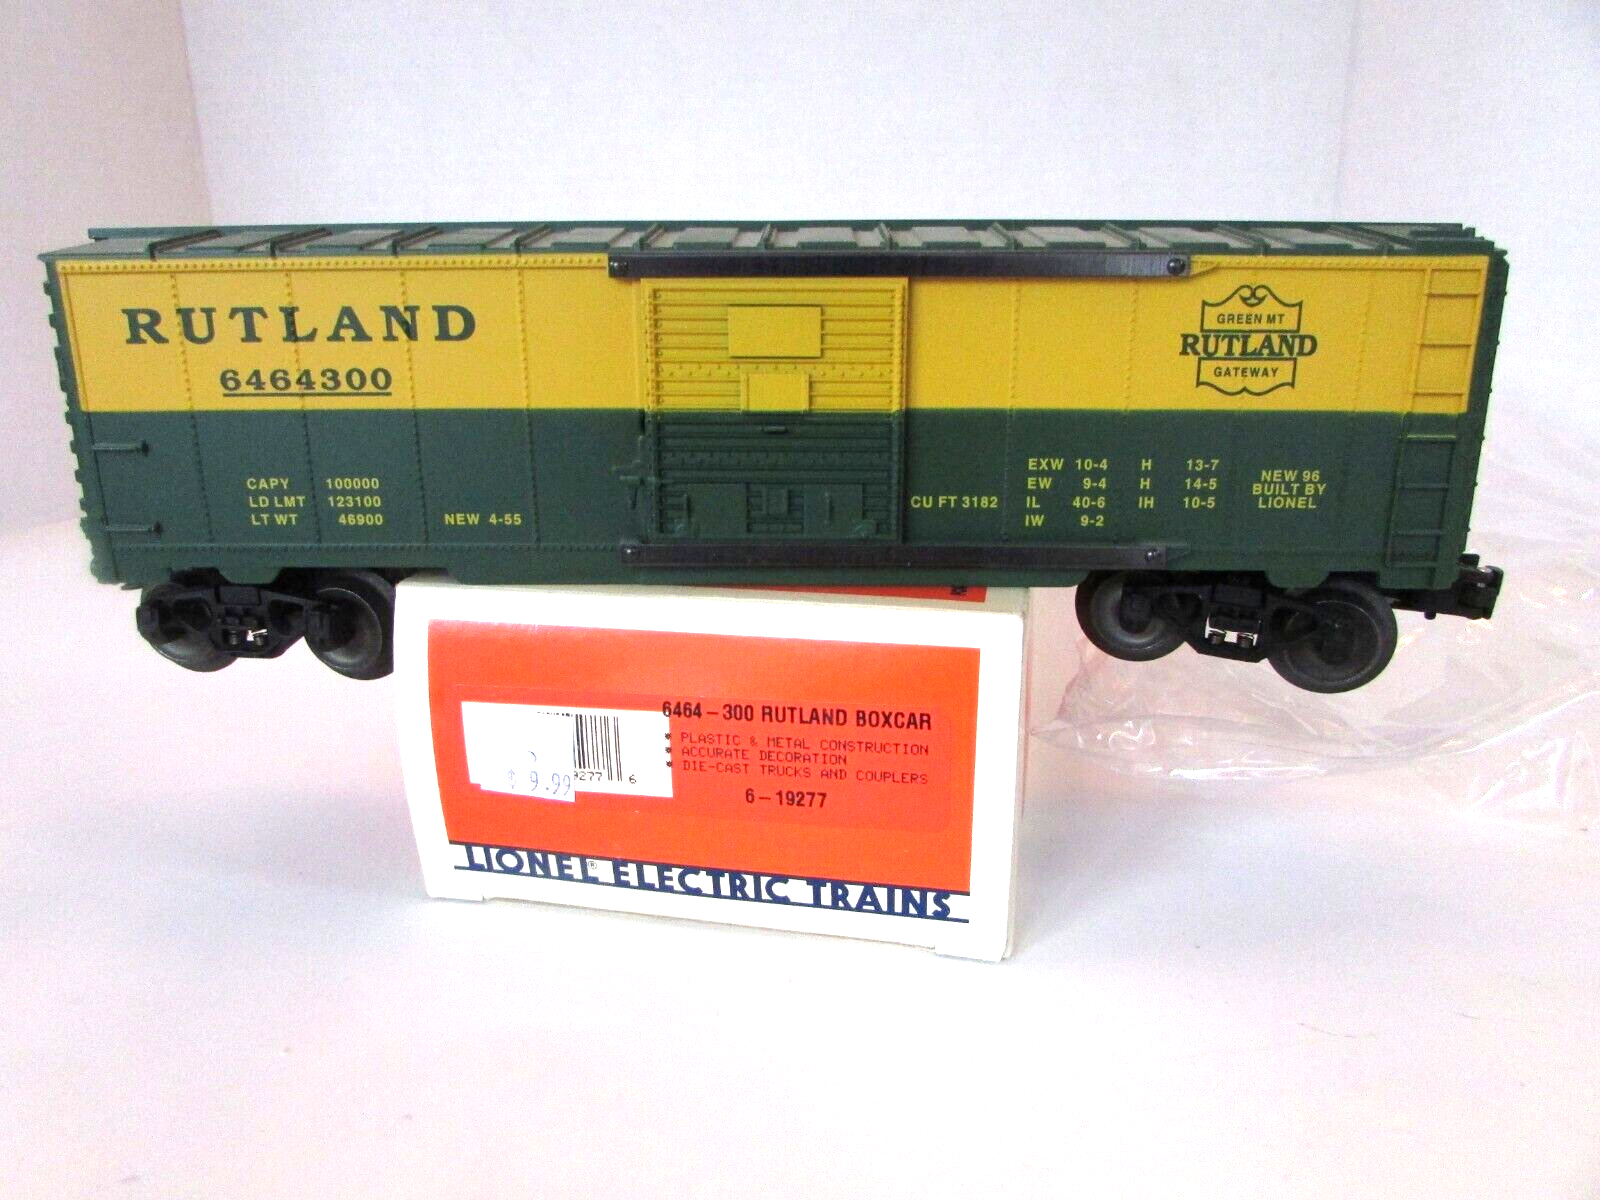 RUTLAND
6464300
CAPY 100000
LD LMT 123100
LT WT 46900
NEW 4-55
CU FT 3182
EXW 10-4 H 13-7
EW 9-4 H 14-5
IL 40-6 IH 10-5
IW 9-2
GREEN MT
RUTLAND
GATEWAY
NEW 96
BUILT BY
LIONEL
6464-300 RUTLAND BOXCAR
* PLASTIC & METAL CONSTRUCTION
* ACCURATE DECORATION
* DIE-CAST TRUCKS AND COUPLERS
6-19277
9277 6
$ 9.99
LIONEL® ELECTRIC TRAINS